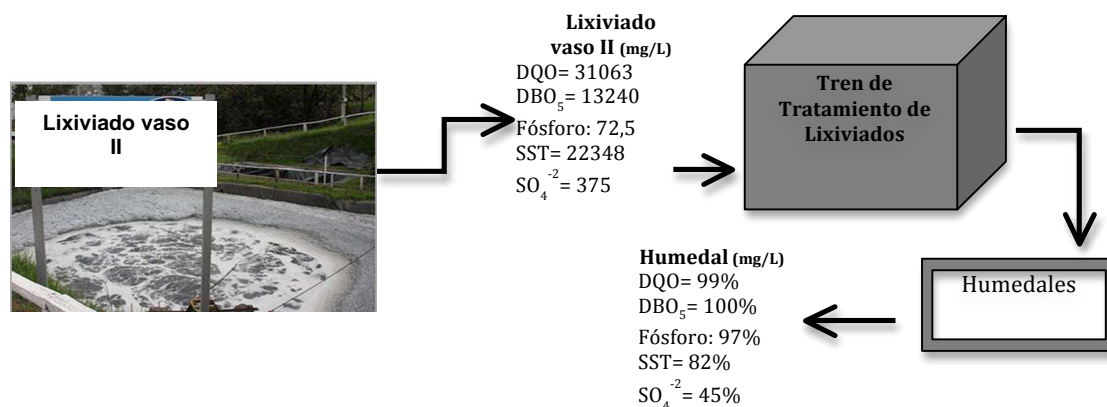 Lixiviado vaso
II
Lixiviado
vaso II (mg/L)
DQO= 31063
DBO₅= 13240
Fósforo: 72,5
SST= 22348
SO₄⁻² = 375
Tren de
Tratamiento de
Lixiviados
Humedales
Humedal (mg/L)
DQO= 99%
DBO₅= 100%
Fósforo: 97%
SST= 82%
SO₄⁻²= 45%